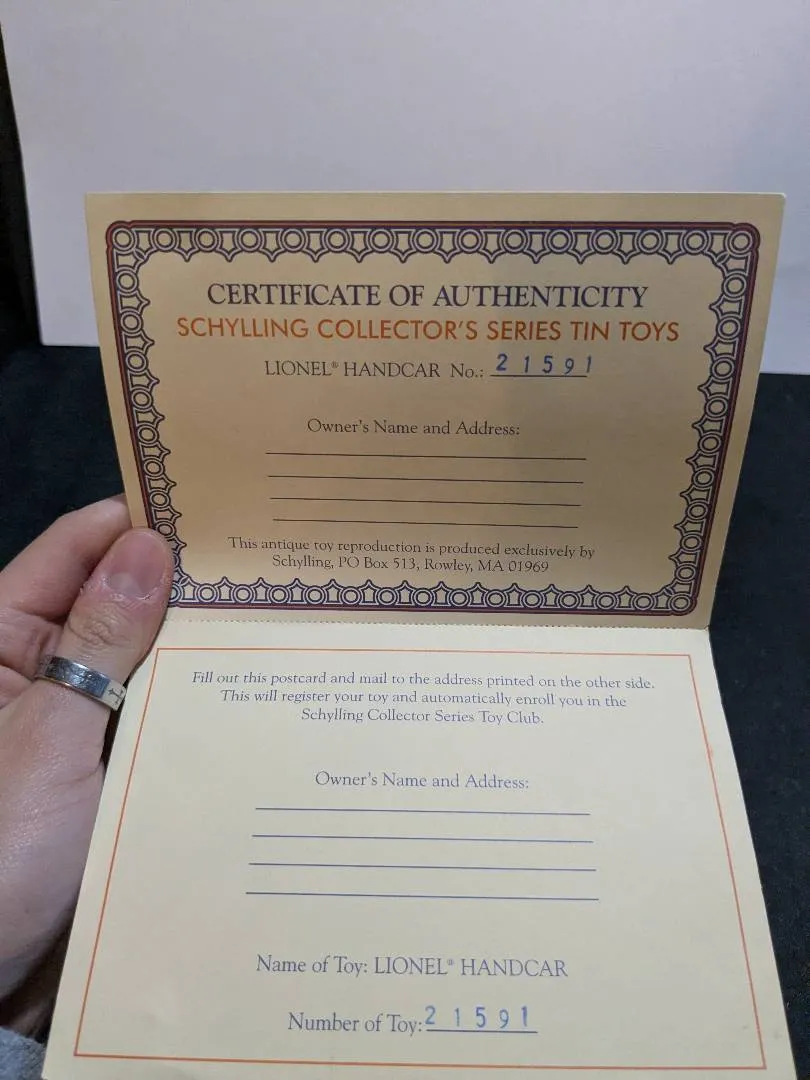 CERTIFICATE OF AUTHENTICITY
SCHYLLING COLLECTOR'S SERIES TIN TOYS
LIONEL® HANDCAR No.: 21591
Owner's Name and Address:
This antique toy reproduction is produced exclusively by
Schylling, PO Box 513, Rowley, MA 01969
Fill out this postcard and mail to the address printed on the other side.
This will register your toy and automatically enroll you in the
Schylling Collector Series Toy Club.
Owner's Name and Address:
Name of Toy: LIONEL® HANDCAR
Number of Toy: 21591